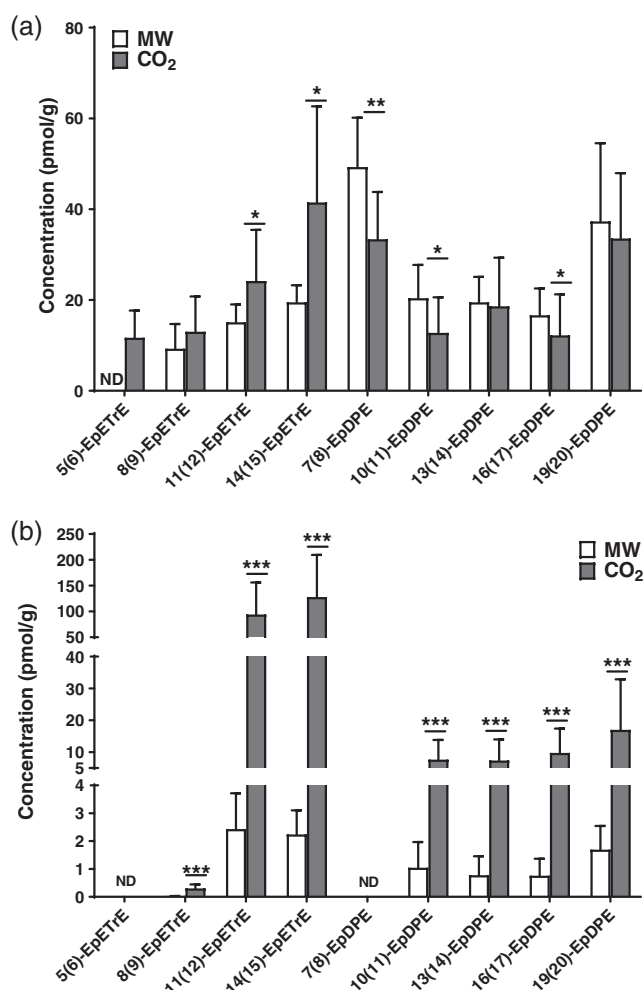 (a)
MW
CO₂
Concentration (pmol/g)
80
60
40
20
0
ND
*
*
**
*
*
5(6)-EpETrE
8(9)-EpETrE
11(12)-EpETrE
14(15)-EpETrE
7(8)-EpDPE
10(11)-EpDPE
13(14)-EpDPE
16(17)-EpDPE
19(20)-EpDPE
(b)
MW
CO₂
Concentration (pmol/g)
250
200
150
100
50
40
30
20
10
5
4
3
2
1
0
ND
***
***
***
ND
***
***
***
***
5(6)-EpETrE
8(9)-EpETrE
11(12)-EpETrE
14(15)-EpETrE
7(8)-EpDPE
10(11)-EpDPE
13(14)-EpDPE
16(17)-EpDPE
19(20)-EpDPE